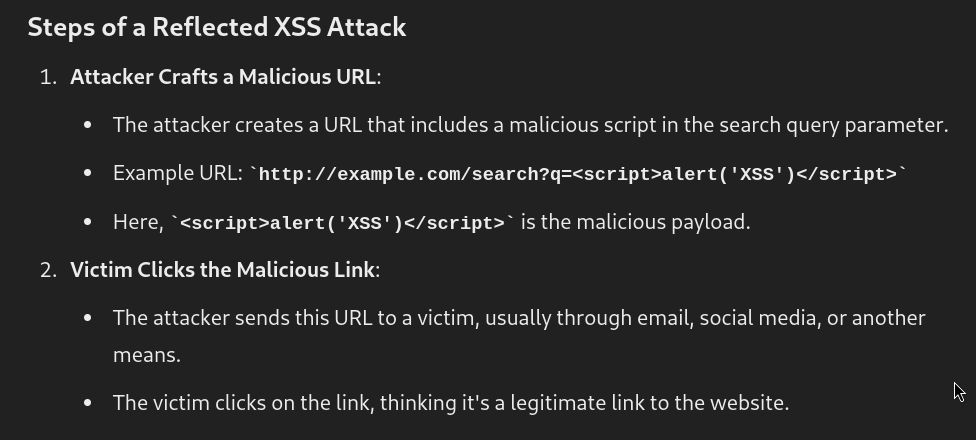 Steps of a Reflected XSS Attack
1. Attacker Crafts a Malicious URL:
• The attacker creates a URL that includes a malicious script in the search query parameter.
• Example URL: `http://example.com/search?q=<script>alert('XSS')</script>`
• Here, `<script>alert('XSS')</script>` is the malicious payload.
2. Victim Clicks the Malicious Link:
• The attacker sends this URL to a victim, usually through email, social media, or another
means.
• The victim clicks on the link, thinking it's a legitimate link to the website.